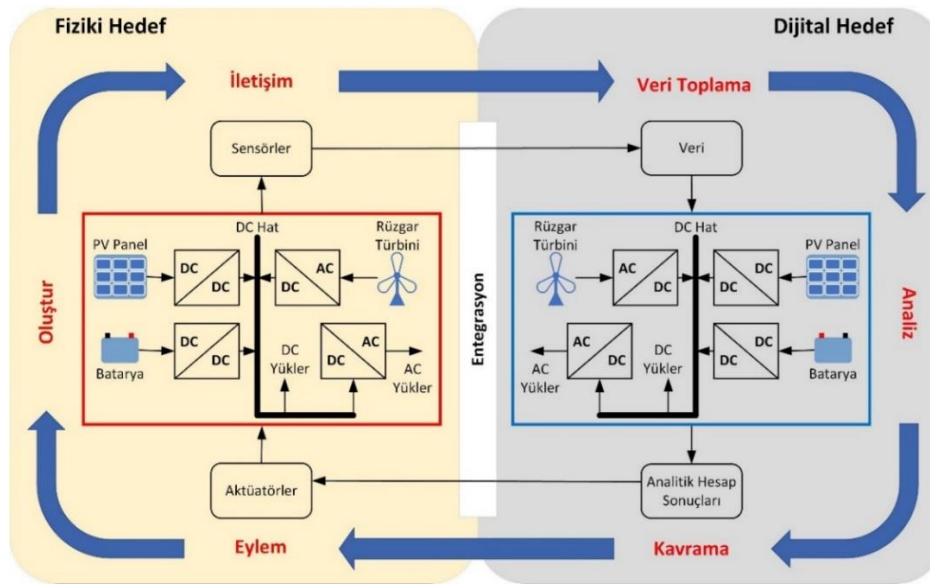 Fiziki Hedef
Dijital Hedef
İletişim
Veri Toplama
Sensörler
Veri
Oluştur
DC Hat
PV Panel
DC
DC
AC
DC
Rüzgar
Türbini
Batarya
DC
DC
DC
Yükler
AC
DC
AC
Yükler
Entegrasyon
DC Hat
Rüzgar
Türbini
AC
DC
DC
DC
PV Panel
AC
Yükler
AC
DC
DC
Yükler
DC
DC
Batarya
Analiz
Aktüatörler
Analitik Hesap
Sonuçları
Eylem
Kavrama